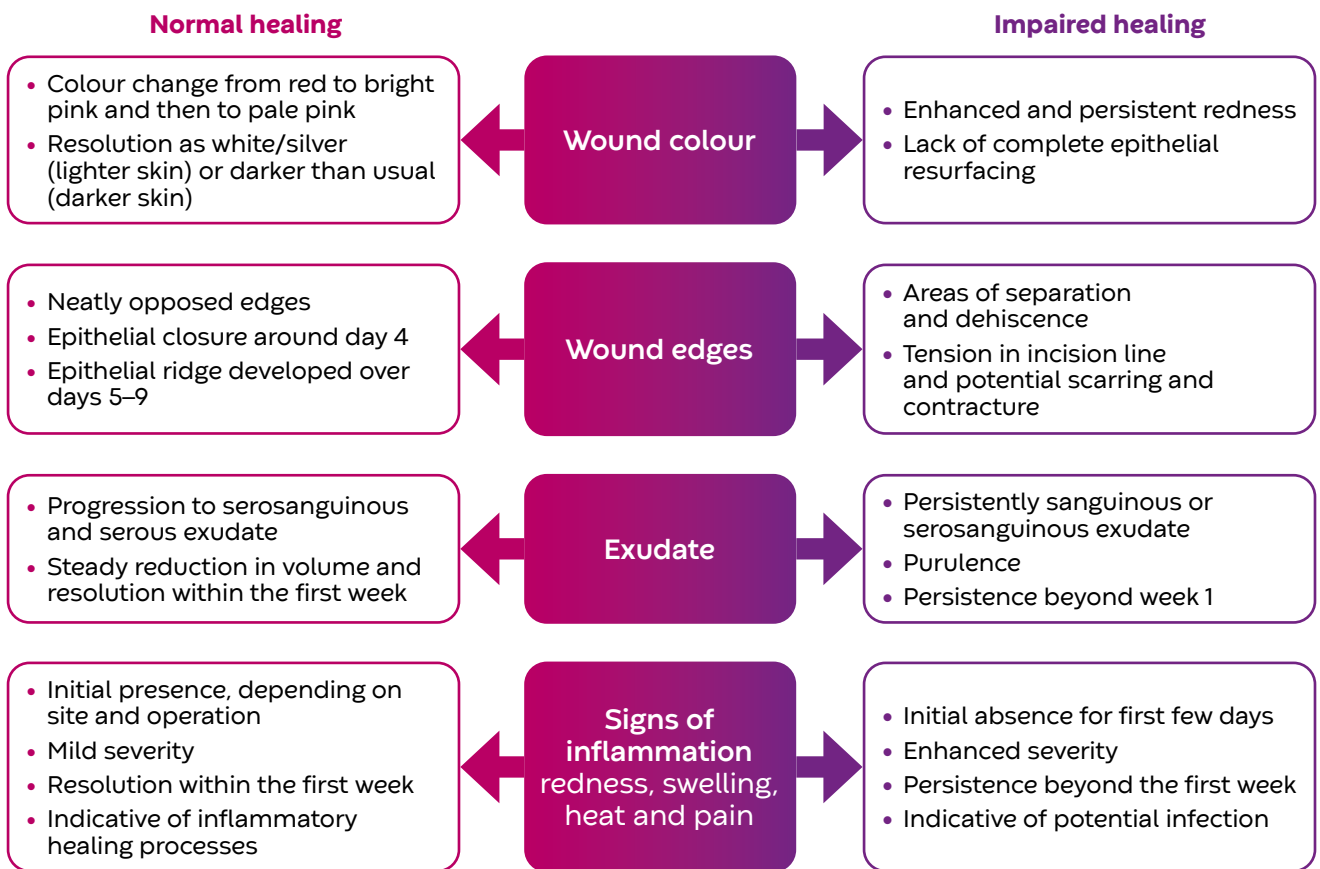 Normal healing
Impaired healing
• Colour change from red to bright
pink and then to pale pink
• Resolution as white/silver
(lighter skin) or darker than usual
(darker skin)
Wound colour
• Enhanced and persistent redness
• Lack of complete epithelial
resurfacing
• Neatly opposed edges
• Epithelial closure around day 4
• Epithelial ridge developed over
days 5–9
Wound edges
• Areas of separation
and dehiscence
• Tension in incision line
and potential scarring and
contracture
• Progression to serosanguinous
and serous exudate
• Steady reduction in volume and
resolution within the first week
Exudate
• Persistently sanguinous or
serosanguinous exudate
• Purulence
• Persistence beyond week 1
• Initial presence, depending on
site and operation
• Mild severity
• Resolution within the first week
• Indicative of inflammatory
healing processes
Signs of
inflammation
redness, swelling,
heat and pain
• Initial absence for first few days
• Enhanced severity
• Persistence beyond the first week
• Indicative of potential infection